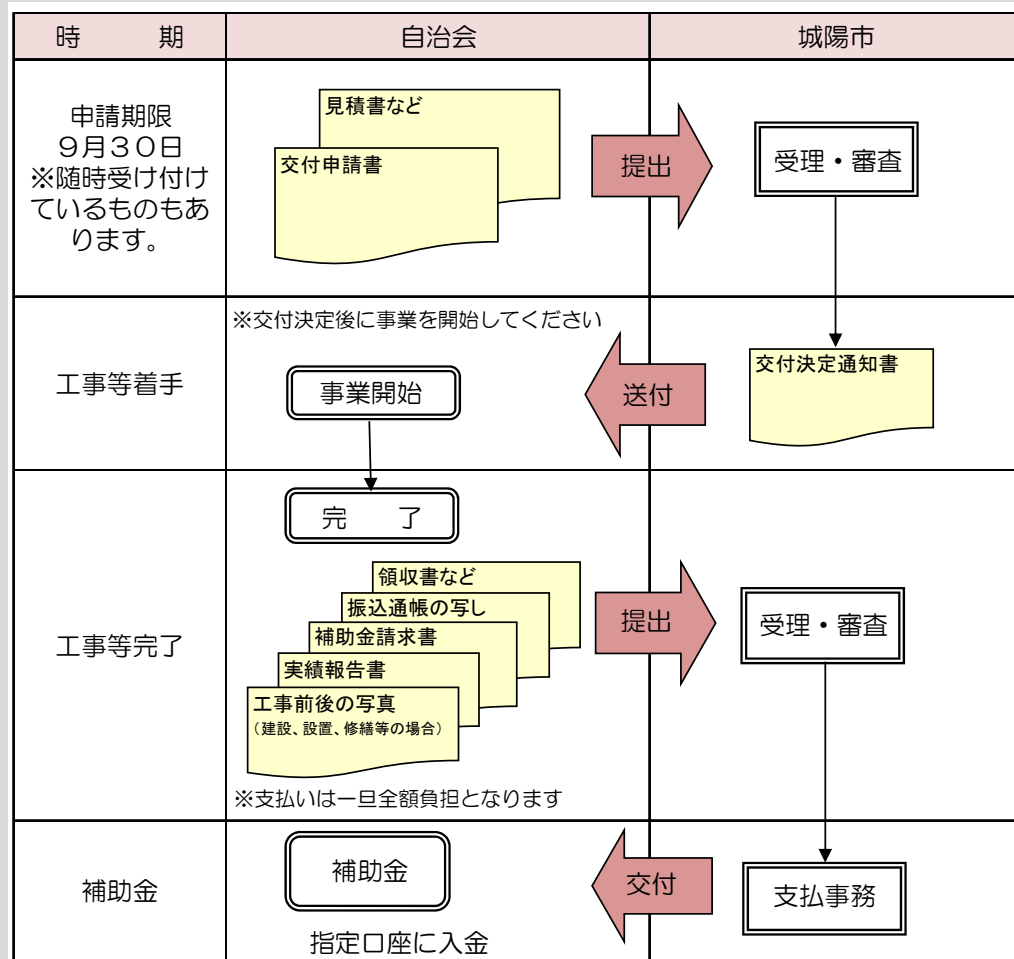 時　　期
自治会
城陽市
申請期限
９月３０日
※随時受け付け
ているものもあ
ります。
見積書など
交付申請書
提出
受理・審査
工事等着手
※交付決定後に事業を開始してください
事業開始
送付
交付決定通知書
工事等完了
完　　了
領収書など
振込通帳の写し
補助金請求書
実績報告書
工事前後の写真
（建設、設置、修繕等の場合）
※支払いは一旦全額負担となります
提出
受理・審査
補助金
補助金
指定口座に入金
交付
支払事務